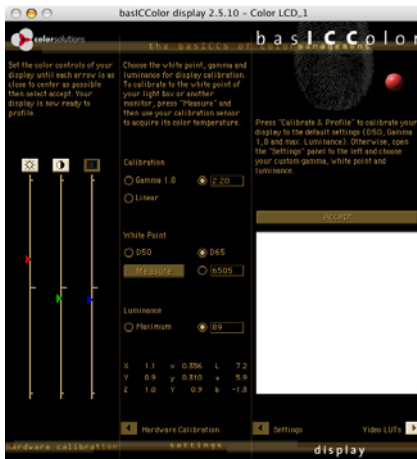 basICColor display 2.5.10 - Color LCD_1
colorsolutions
the basICCs of colormanagement
basICColor
Set the color controls of your
display until each arrow is as
close to center as possible
then select accept. Your
display is now ready to
profile.
Choose the white point, gamma and
luminance for display calibration.
To calibrate to the white point of
your light box or another
monitor, press "Measure" and
then use your calibration sensor
to acquire its color temperature.
Calibration
Gamma 1.8
2.20
Linear
White Point
D50
D65
Measure
6505
Luminance
Maximum
89
X 1.1 x 0.356 L 7.2
Y 0.9 y 0.310 a 5.9
Z 1.0 Y 0.9 b -1.3
Hardware Calibration
Press "Calibrate & Profile" to calibrate your
display to the default settings (D50, Gamma
1,8 and max. Luminance). Otherwise, open
the "Settings" panel to the left and choose
your custom gamma, white point and
luminance.
Accept
Settings
Video LUTs
hardware calibration
settings
display